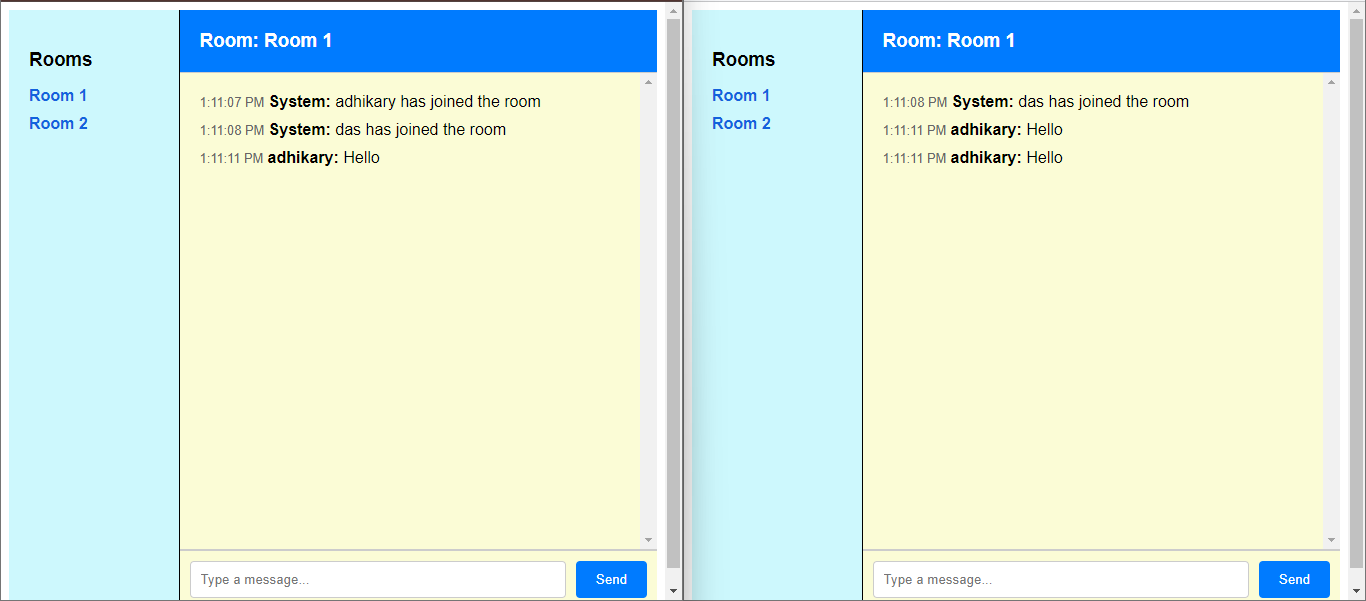 Rooms
Room 1
Room 2
Room: Room 1
1:11:07 PM System: adhikary has joined the room
1:11:08 PM System: das has joined the room
1:11:11 PM adhikary: Hello
Type a message...
Send
Rooms
Room 1
Room 2
Room: Room 1
1:11:08 PM System: das has joined the room
1:11:11 PM adhikary: Hello
1:11:11 PM adhikary: Hello
Type a message...
Send